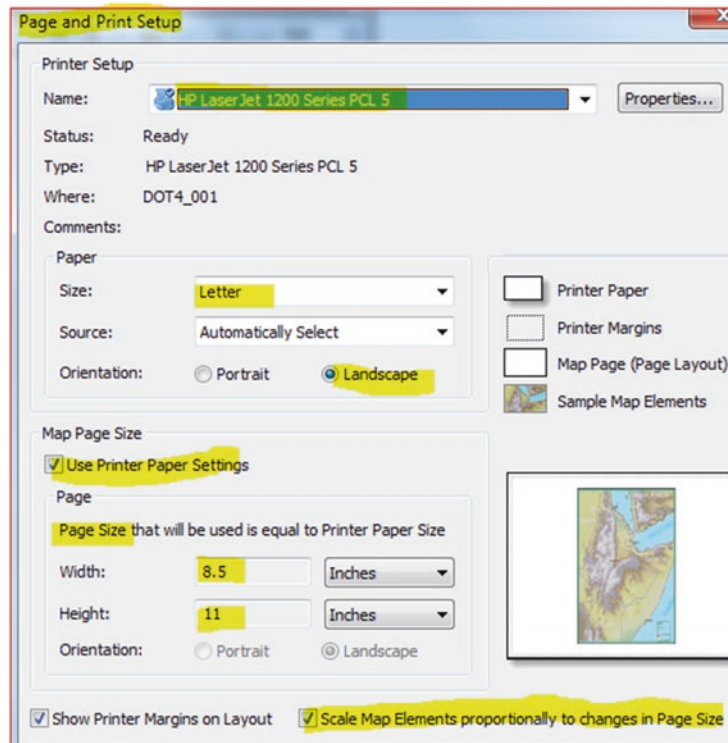 Page and Print Setup
Printer Setup
Name: HP LaserJet 1200 Series PCL 5 Properties...
Status: Ready
Type: HP LaserJet 1200 Series PCL 5
Where: DOT4_001
Comments:
Paper
Size: Letter
Source: Automatically Select
Orientation: Portrait Landscape
Printer Paper
Printer Margins
Map Page (Page Layout)
Sample Map Elements
Map Page Size
Use Printer Paper Settings
Page
Page Size that will be used is equal to Printer Paper Size
Width: 8.5 Inches
Height: 11 Inches
Orientation: Portrait Landscape
Show Printer Margins on Layout Scale Map Elements proportionally to changes in Page Size